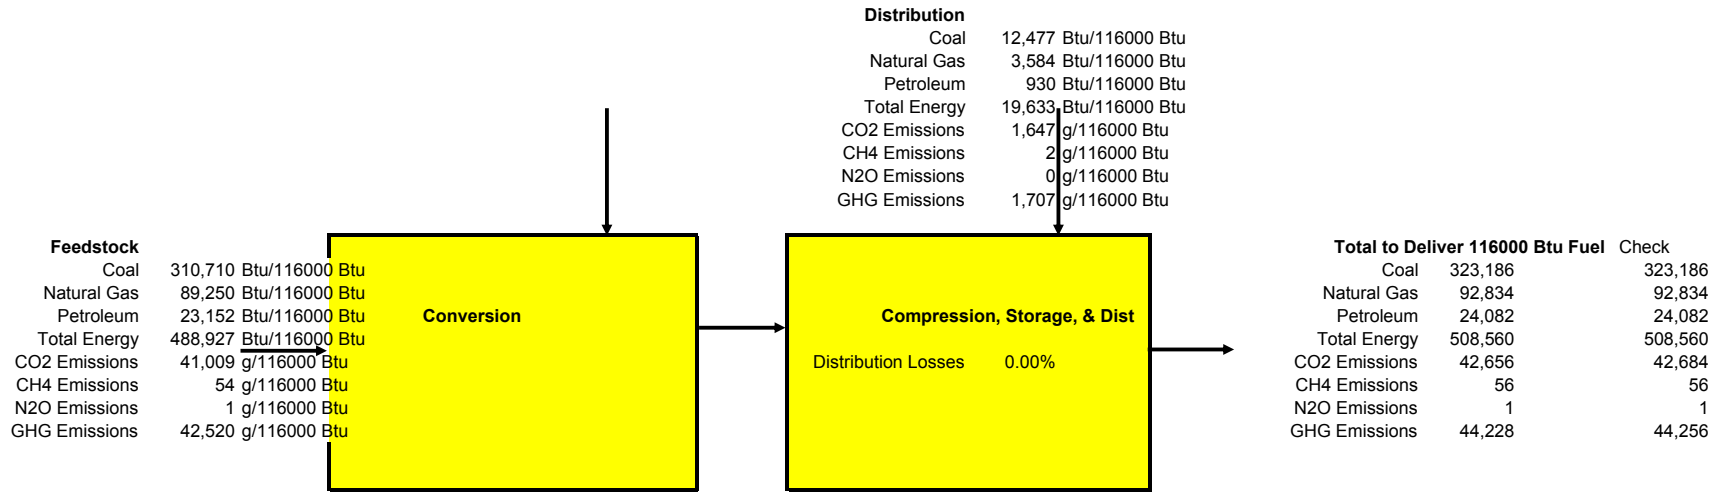 Distribution
Coal 12,477 Btu/116000 Btu
Natural Gas 3,584 Btu/116000 Btu
Petroleum 930 Btu/116000 Btu
Total Energy 19,633 Btu/116000 Btu
CO2 Emissions 1,647 g/116000 Btu
CH4 Emissions 2 g/116000 Btu
N2O Emissions 0 g/116000 Btu
GHG Emissions 1,707 g/116000 Btu
Feedstock
Coal 310,710 Btu/116000 Btu
Natural Gas 89,250 Btu/116000 Btu
Petroleum 23,152 Btu/116000 Btu
Total Energy 488,927 Btu/116000 Btu
CO2 Emissions 41,009 g/116000 Btu
CH4 Emissions 54 g/116000 Btu
N2O Emissions 1 g/116000 Btu
GHG Emissions 42,520 g/116000 Btu
Conversion
Compression, Storage, & Dist
Distribution Losses 0.00%
Total to Deliver 116000 Btu Fuel Check
Coal 323,186 323,186
Natural Gas 92,834 92,834
Petroleum 24,082 24,082
Total Energy 508,560 508,560
CO2 Emissions 42,656 42,684
CH4 Emissions 56 56
N2O Emissions 1 1
GHG Emissions 44,228 44,256